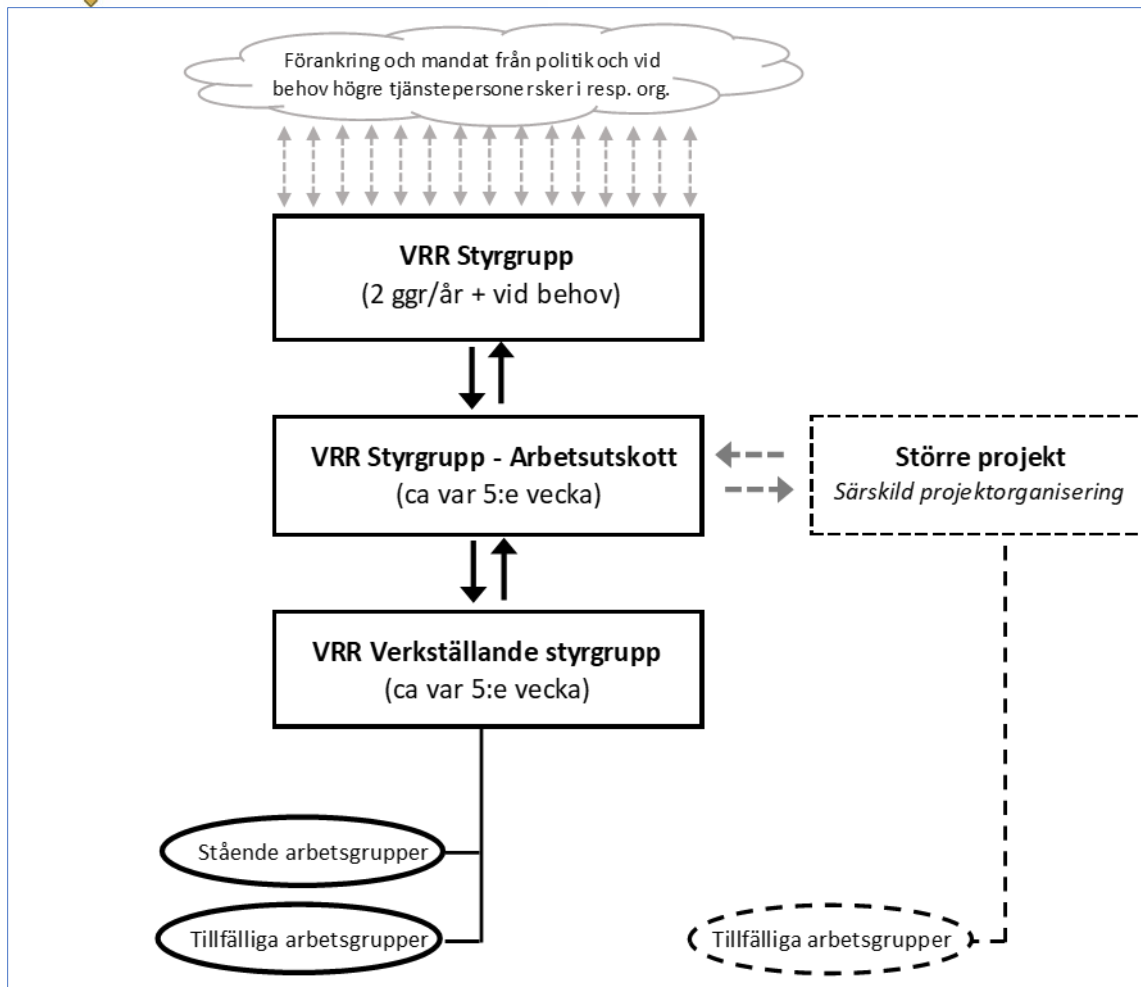 Förankring och mandat från politik och vid
behov högre tjänstepersonersker i resp. org.
VRR Styrgrupp
(2 ggr/år + vid behov)
VRR Styrgrupp - Arbetsutskott
(ca var 5:e vecka)
Större projekt
Särskild projektorganisering
VRR Verkställande styrgrupp
(ca var 5:e vecka)
Stående arbetsgrupper
Tillfälliga arbetsgrupper
Tillfälliga arbetsgrupper